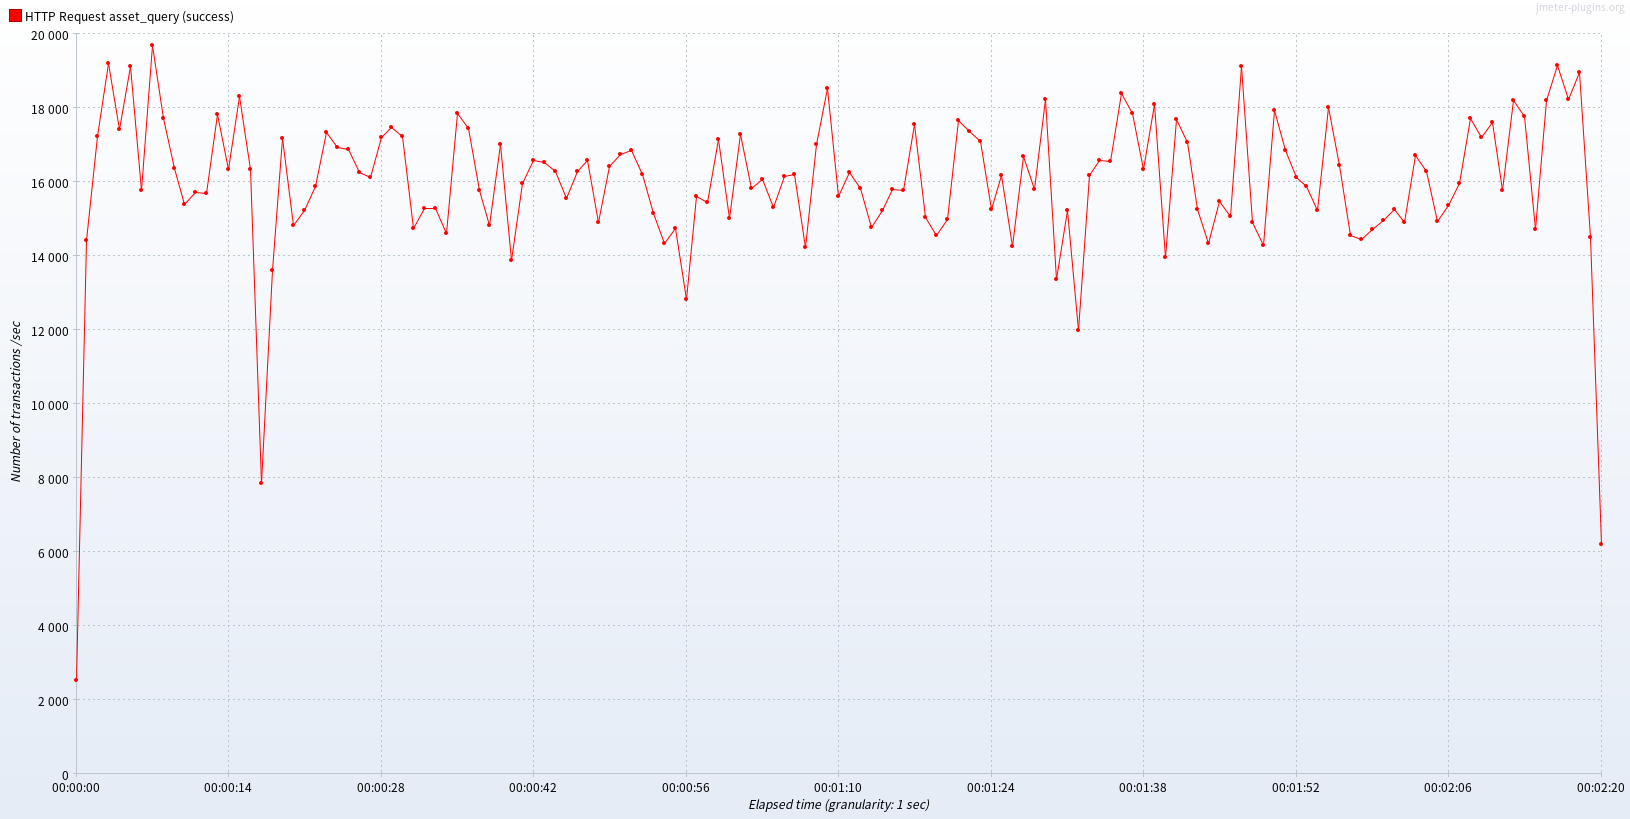 HTTP Request asset_query (success)
jmeter-plugins.org
20 000
18 000
16 000
14 000
12 000
10 000
8 000
6 000
4 000
2 000
0
Number of transactions /sec
00:00:00 00:00:14 00:00:28 00:00:42 00:00:56 00:01:10 00:01:24 00:01:38 00:01:52 00:02:06 00:02:20
Elapsed time (granularity: 1 sec)